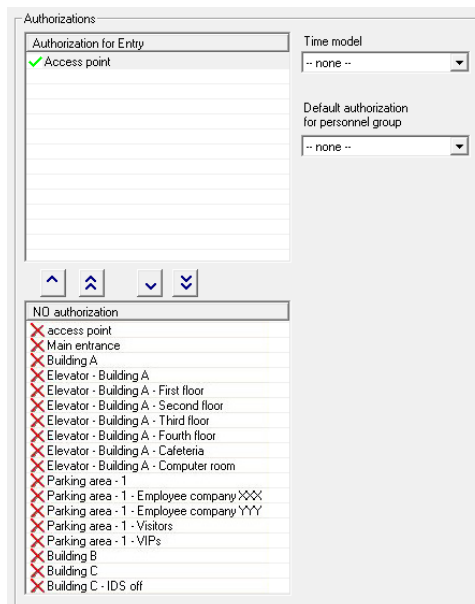 Authorizations
Authorization for Entry
Access point
Time model
-- none --
Default authorization
for personnel group
-- none --
NO authorization
access point
Main entrance
Building A
Elevator - Building A
Elevator - Building A - First floor
Elevator - Building A - Second floor
Elevator - Building A - Third floor
Elevator - Building A - Fourth floor
Elevator - Building A - Cafeteria
Elevator - Building A - Computer room
Parking area - 1
Parking area - 1 - Employee company XXX
Parking area - 1 - Employee company YYY
Parking area - 1 - Visitors
Parking area - 1 - VIPs
Building B
Building C
Building C - IDS off